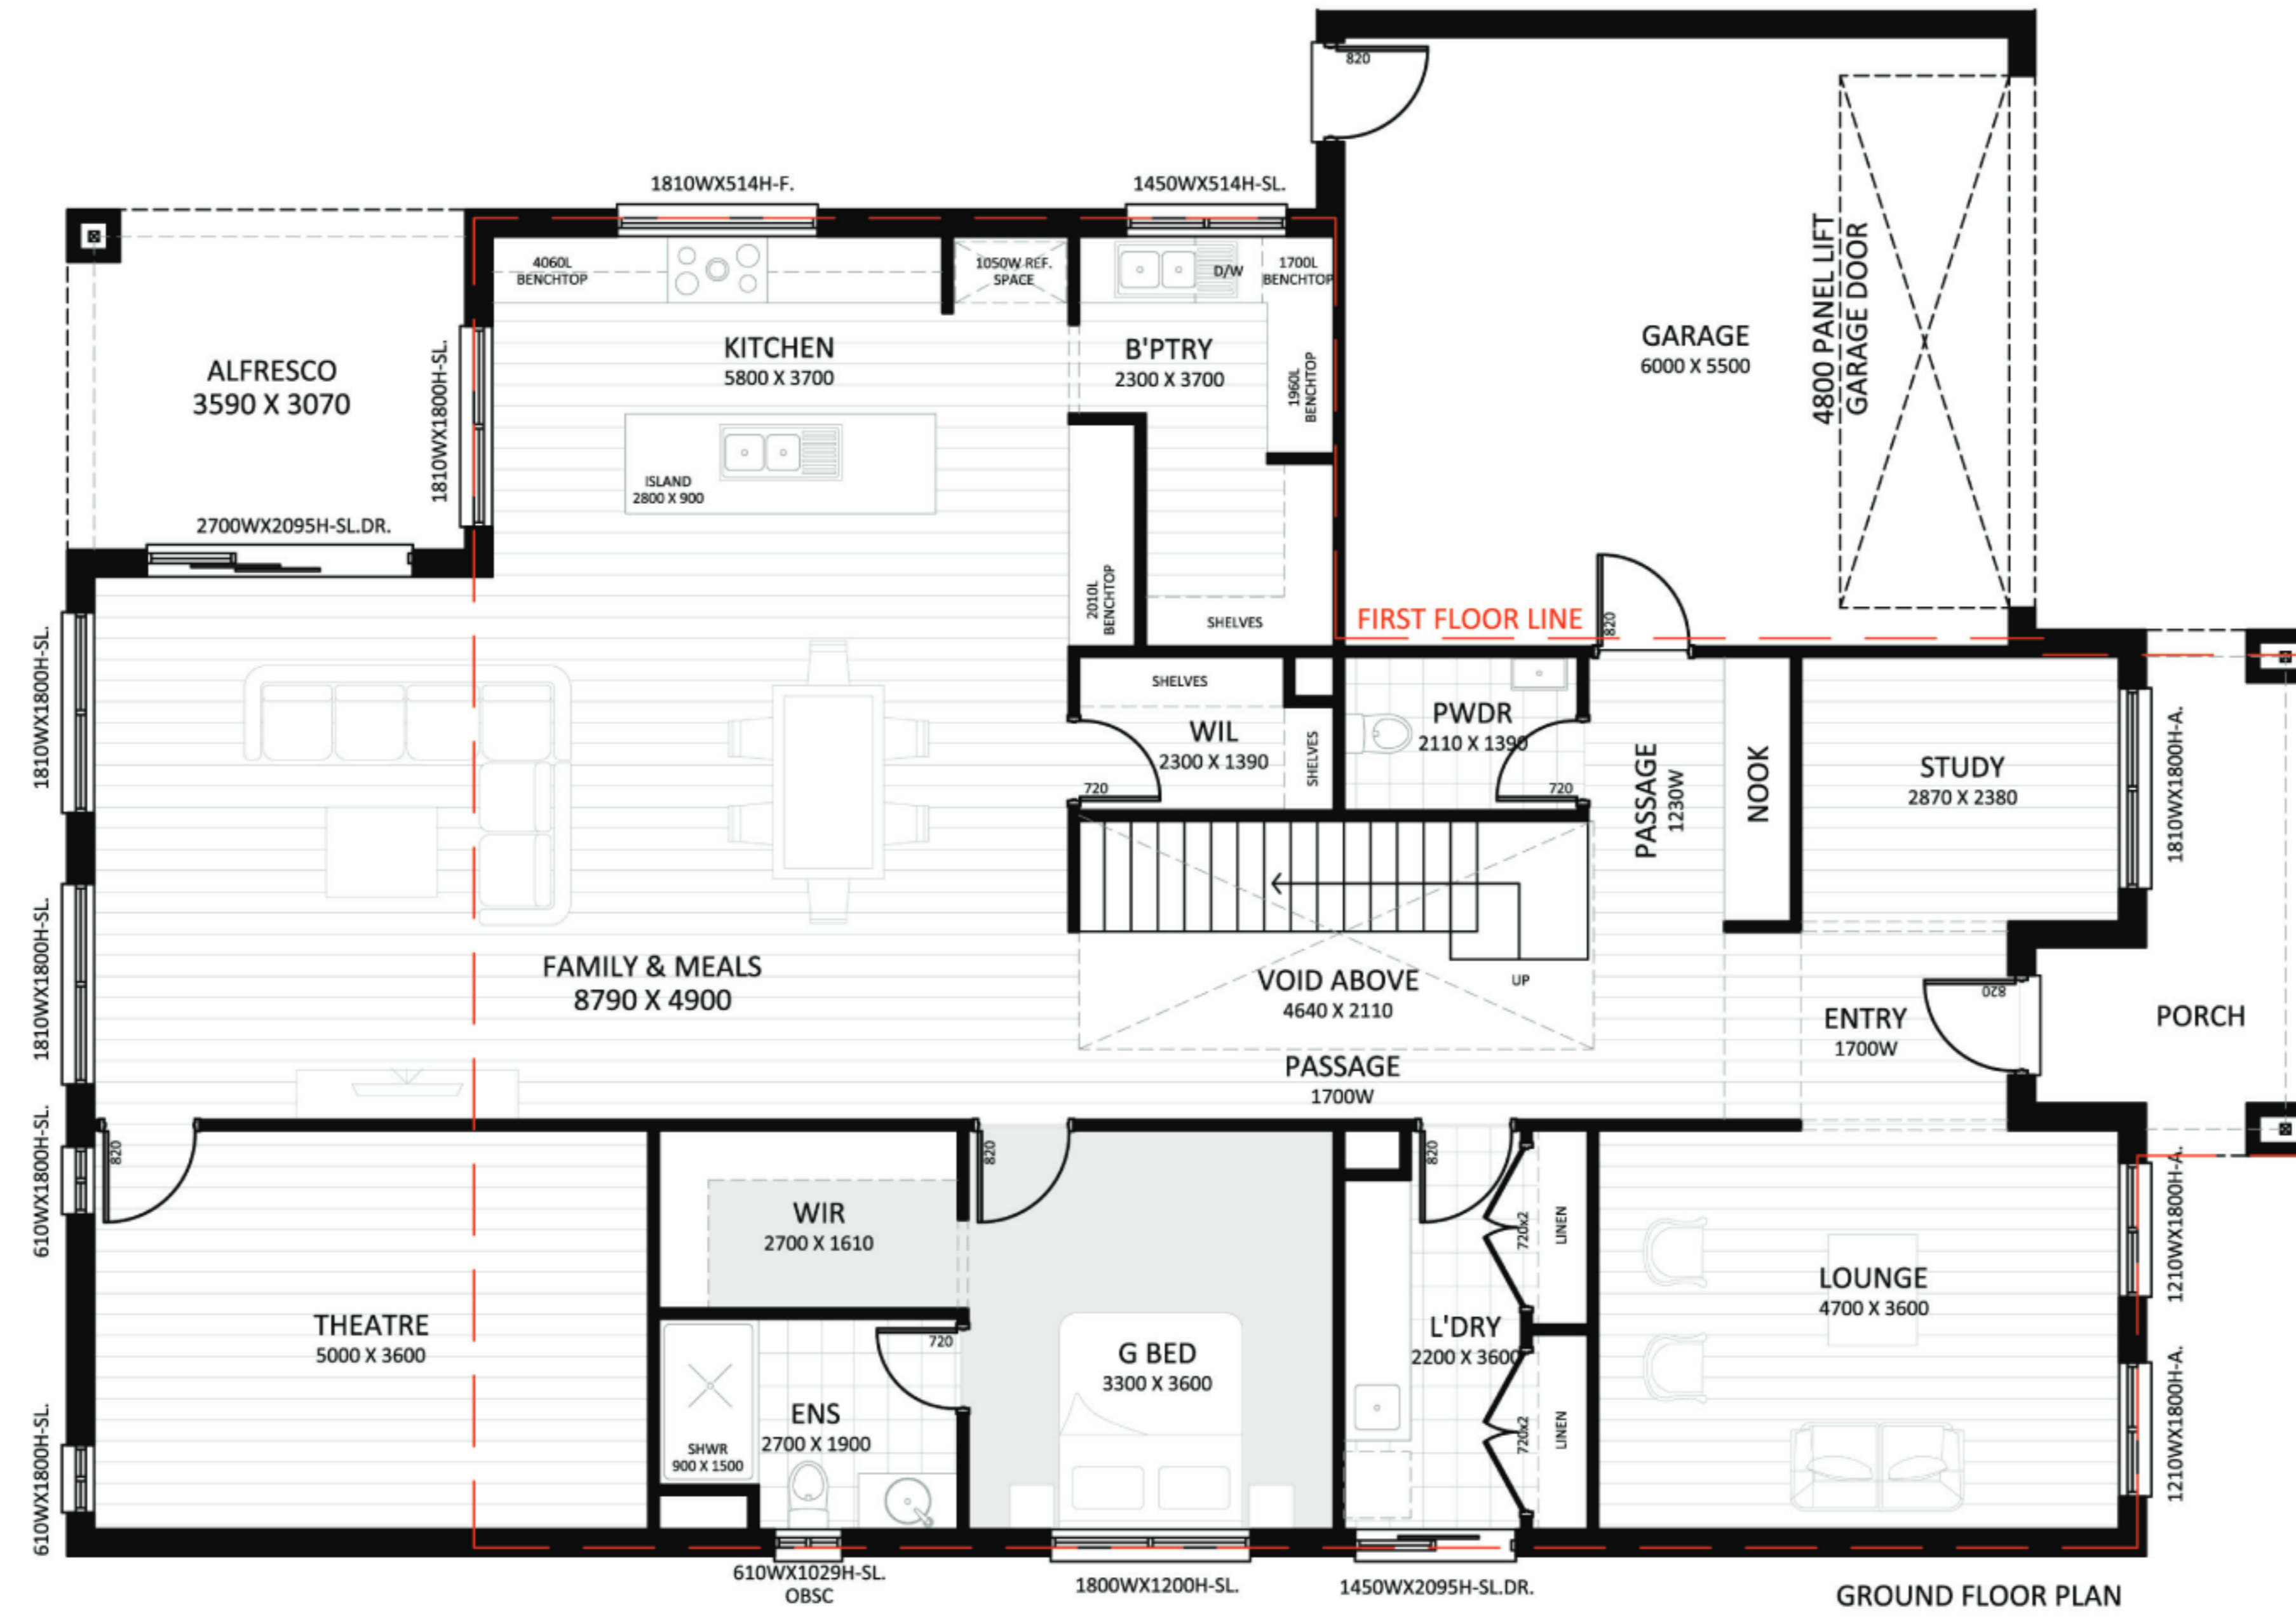 820
1810WX514H-F.
1450WX514H-SL.
4060L
BENCHTOP
1050W REF.
SPACE
D/W
1700L
BENCHTOP
4800 PANEL LIFT
GARAGE DOOR
ALFRESCO
3590 X 3070
1810WX1800H-SL.
KITCHEN
5800 X 3700
B'PTRY
2300 X 3700
1960L
BENCHTOP
GARAGE
6000 X 5500
ISLAND
2800 X 900
2700WX2095H-SL.DR.
2010L
BENCHTOP
SHELVES
FIRST FLOOR LINE
820
1810WX1800H-SL.
SHELVES
WIL
2300 X 1390
SHELVES
720
PWDR
2110 X 1390
720
PASSAGE
1230W
NOOK
STUDY
2870 X 2380
1810WX1800H-A.
1810WX1800H-SL.
FAMILY & MEALS
8790 X 4900
VOID ABOVE
4640 X 2110
UP
820
ENTRY
1700W
PORCH
PASSAGE
1700W
610WX1800H-SL.
820
820
820
WIR
2700 X 1610
720x2
LINEN
1210WX1800H-A.
THEATRE
5000 X 3600
720
G BED
3300 X 3600
L'DRY
2200 X 3600
LOUNGE
4700 X 3600
ENS
2700 X 1900
SHWR
900 X 1500
720x2
LINEN
1210WX1800H-A.
610WX1800H-SL.
610WX1029H-SL.
OBSC
1800WX1200H-SL.
1450WX2095H-SL.DR.
GROUND FLOOR PLAN